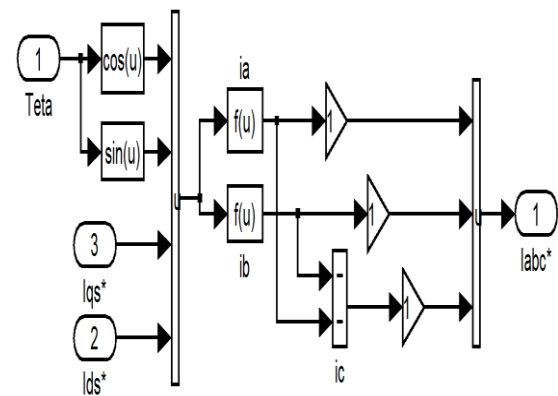 1
Teta
cos(u)
sin(u)
3
Iqs*
2
Ids*
u
ia
f(u)
f(u)
ib
-
-
ic
1
1
1
u
1
Iabc*